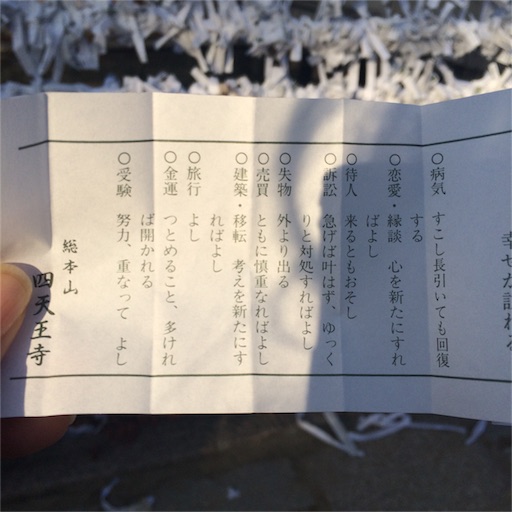 幸せが訪れる
○病気　すこし長引いても回復
する
○恋愛・縁談　心を新たにすれ
ばよし
○待人　来るともおそし
○訴訟　急げば叶はず、ゆっく
りと対処すればよし
○失物　外より出る
○売買　ともに慎重なればよし
○建築・移転　考えを新たにす
ればよし
○旅行　よし
○金運　つとめること、多けれ
ば開かれる
○受験　努力、重なって　よし
総本山
四天王寺